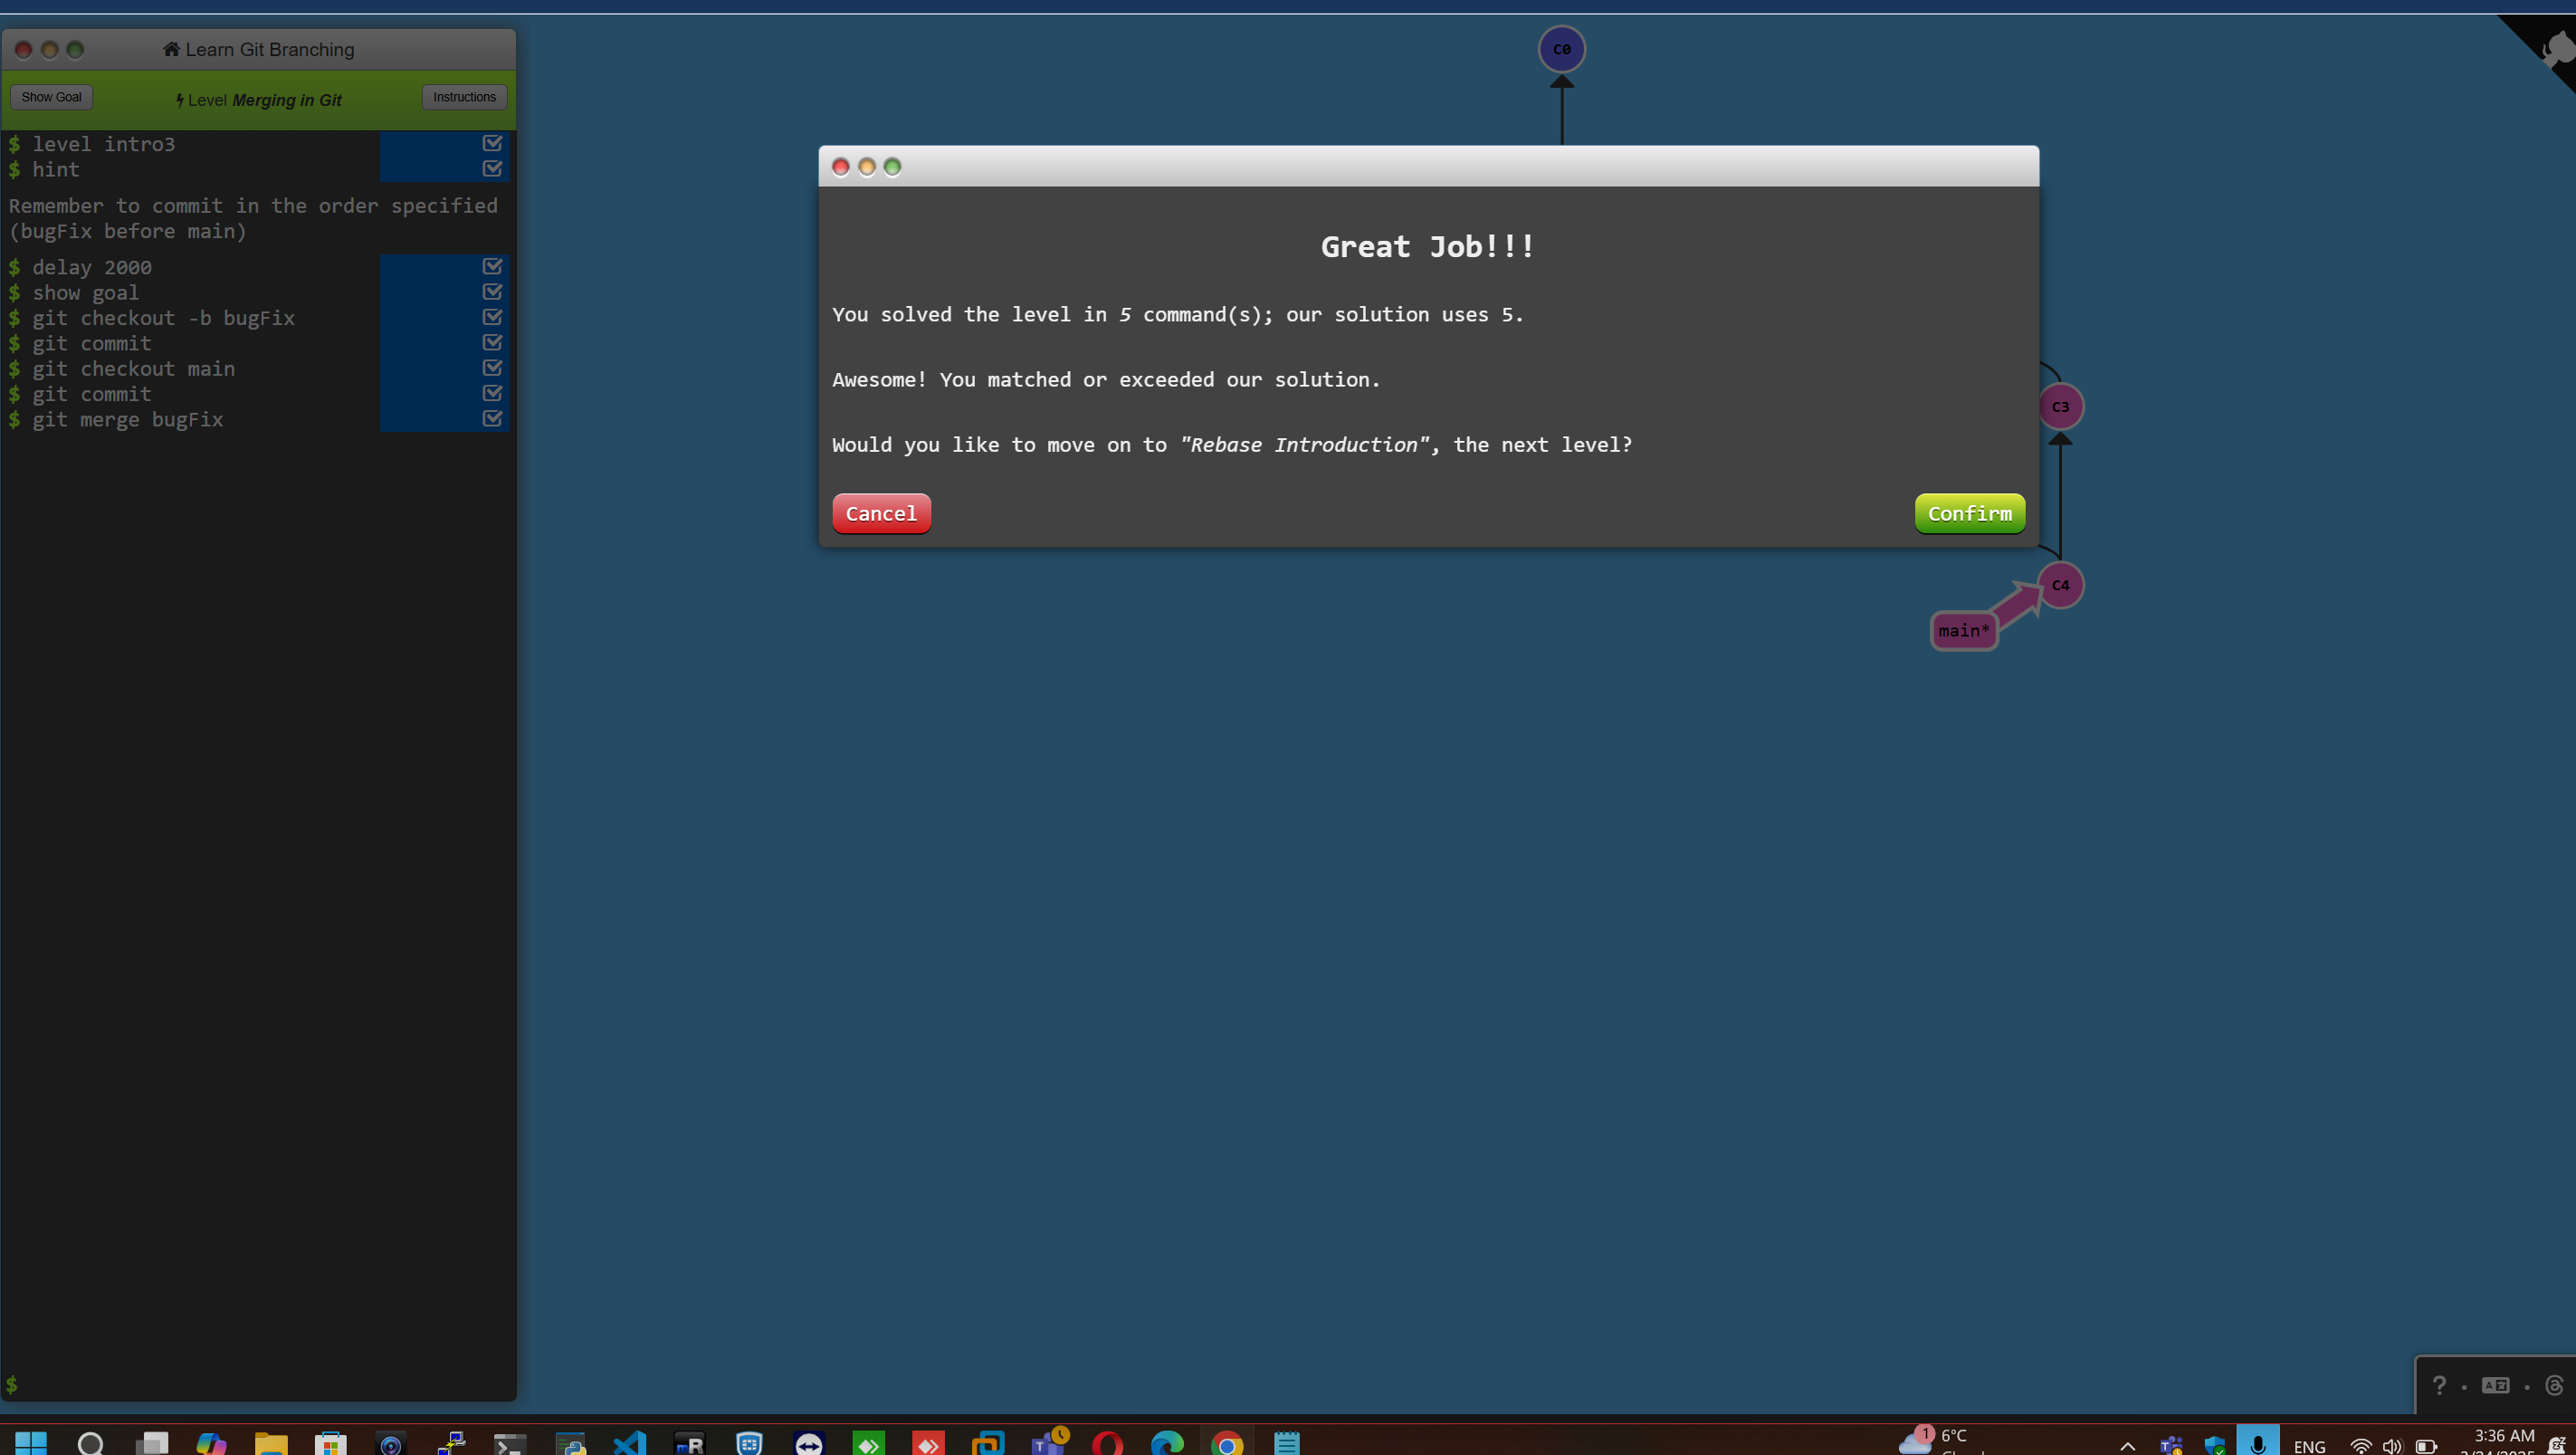 Learn Git Branching
Show Goal
Level Merging in Git
Instructions
$ level intro3
$ hint
Remember to commit in the order specified
(bugFix before main)
$ delay 2000
$ show goal
$ git checkout -b bugFix
$ git commit
$ git checkout main
$ git commit
$ git merge bugFix
$
C0
Great Job!!!
You solved the level in 5 command(s); our solution uses 5.
Awesome! You matched or exceeded our solution.
Would you like to move on to "Rebase Introduction", the next level?
Cancel
Confirm
C3
C4
main*
?
1
6°C
ENG
3:36 AM